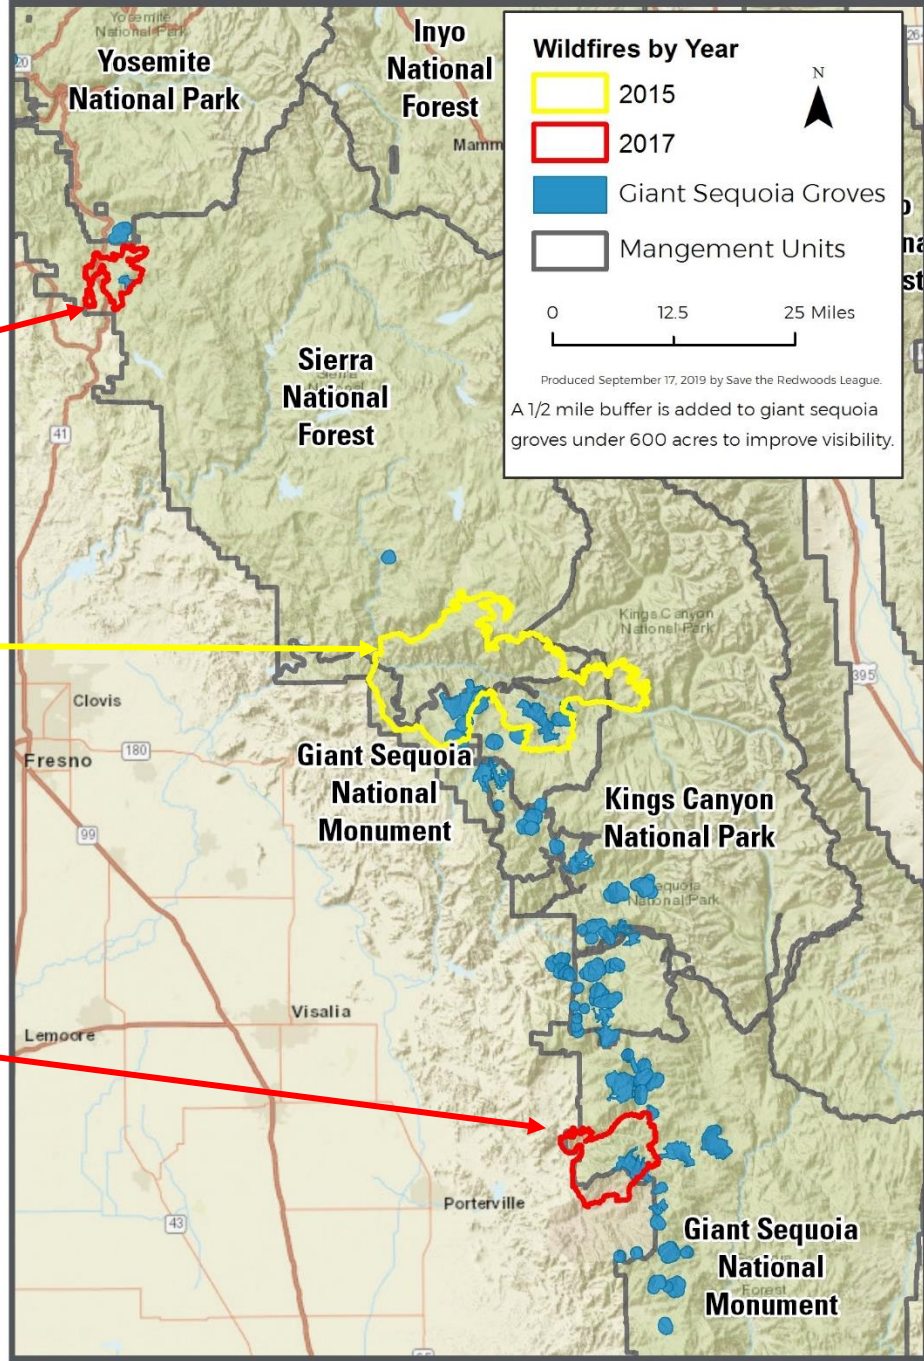 Yosemite
National Park
Yosemite
National Park
Inyo
National
Forest
Mamm
20
264
Wildfires by Year
2015
2017
Giant Sequoia Groves
Mangement Units
N
0 12.5 25 Miles
Produced September 17, 2019 by Save the Redwoods League.
A 1/2 mile buffer is added to giant sequoia
groves under 600 acres to improve visibility.
Sierra
National
Forest
41
Kings Canyon
National Park
395
Clovis
Fresno
180
Giant Sequoia
National
Monument
Kings Canyon
National Park
99
Sequoia
National Park
Visalia
Lemoore
Porterville
43
Giant Sequoia
National
Monument
Forest